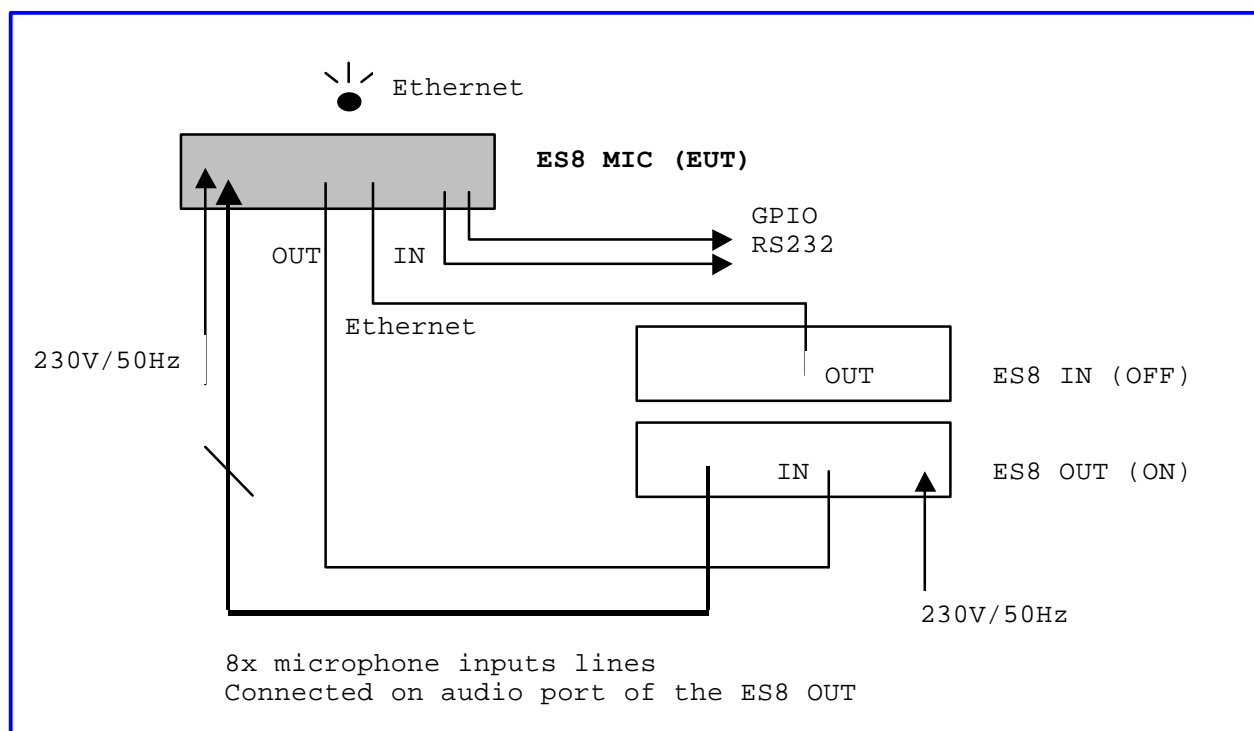 Ethernet
ES8 MIC (EUT)
GPIO
RS232
OUT
IN
Ethernet
230V/50Hz
OUT
ES8 IN (OFF)
IN
ES8 OUT (ON)
230V/50Hz
8x microphone inputs lines
Connected on audio port of the ES8 OUT